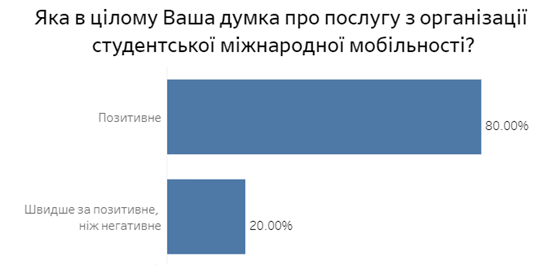 Яка в цілому Ваша думка про послугу з організації
студентської міжнародної мобільності?
Позитивне
80.00%
Швидше за позитивне,
ніж негативне
20.00%